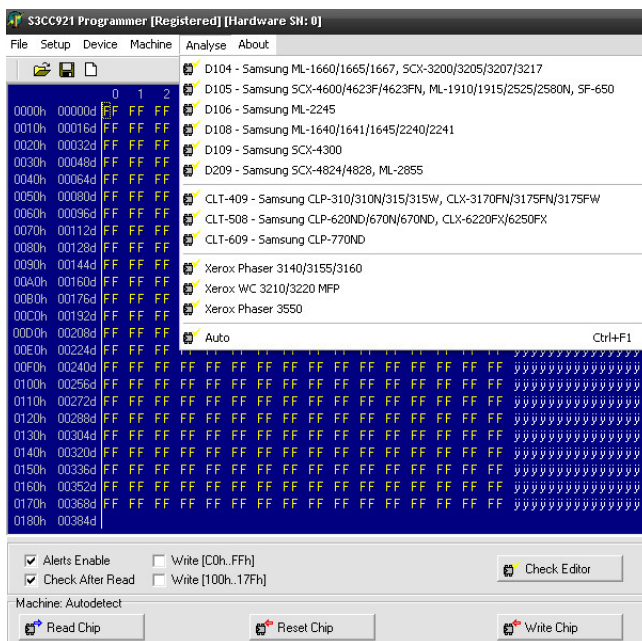 S3CC921 Programmer [Registered] [Hardware SN: 0]
File Setup Device Machine Analyse About
D104 - Samsung ML-1660/1665/1667, SCX-3200/3205/3207/3217
D105 - Samsung SCX-4600/4623F/4623FN, ML-1910/1915/2525/2580N, SF-650
D106 - Samsung ML-2245
D108 - Samsung ML-1640/1641/1645/2240/2241
D109 - Samsung SCX-4300
D209 - Samsung SCX-4824/4828, ML-2855
CLT-409 - Samsung CLP-310/310N/315/315W, CLX-3170FN/3175FN/3175FW
CLT-508 - Samsung CLP-620ND/670N/670ND, CLX-6220FX/6250FX
CLT-609 - Samsung CLP-770ND
Xerox Phaser 3140/3155/3160
Xerox WC 3210/3220 MFP
Xerox Phaser 3550
Auto Ctrl+F1
0 1 2
0000h 00000d FF FF FF
0010h 00016d FF FF FF
0020h 00032d FF FF FF
0030h 00048d FF FF FF
0040h 00064d FF FF FF
0050h 00080d FF FF FF
0060h 00096d FF FF FF
0070h 00112d FF FF FF
0080h 00128d FF FF FF
0090h 00144d FF FF FF
00A0h 00160d FF FF FF
00B0h 00176d FF FF FF
00C0h 00192d FF FF FF
00D0h 00208d FF FF FF
00E0h 00224d FF FF FF
00F0h 00240d FF FF FF FF FF FF FF FF FF FF FF FF FF FF FF FF ÿÿÿÿÿÿÿÿÿÿÿÿÿÿÿÿ
0100h 00256d FF FF FF FF FF FF FF FF FF FF FF FF FF FF FF FF ÿÿÿÿÿÿÿÿÿÿÿÿÿÿÿÿ
0110h 00272d FF FF FF FF FF FF FF FF FF FF FF FF FF FF FF FF ÿÿÿÿÿÿÿÿÿÿÿÿÿÿÿÿ
0120h 00288d FF FF FF FF FF FF FF FF FF FF FF FF FF FF FF FF ÿÿÿÿÿÿÿÿÿÿÿÿÿÿÿÿ
0130h 00304d FF FF FF FF FF FF FF FF FF FF FF FF FF FF FF FF ÿÿÿÿÿÿÿÿÿÿÿÿÿÿÿÿ
0140h 00320d FF FF FF FF FF FF FF FF FF FF FF FF FF FF FF FF ÿÿÿÿÿÿÿÿÿÿÿÿÿÿÿÿ
0150h 00336d FF FF FF FF FF FF FF FF FF FF FF FF FF FF FF FF ÿÿÿÿÿÿÿÿÿÿÿÿÿÿÿÿ
0160h 00352d FF FF FF FF FF FF FF FF FF FF FF FF FF FF FF FF ÿÿÿÿÿÿÿÿÿÿÿÿÿÿÿÿ
0170h 00368d FF FF FF FF FF FF FF FF FF FF FF FF FF FF FF FF ÿÿÿÿÿÿÿÿÿÿÿÿÿÿÿÿ
0180h 00384d
Alerts Enable Write [C0h..FFh]
Check Editor
Check After Read Write [100h..17Fh]
Machine: Autodetect
Read Chip Reset Chip Write Chip